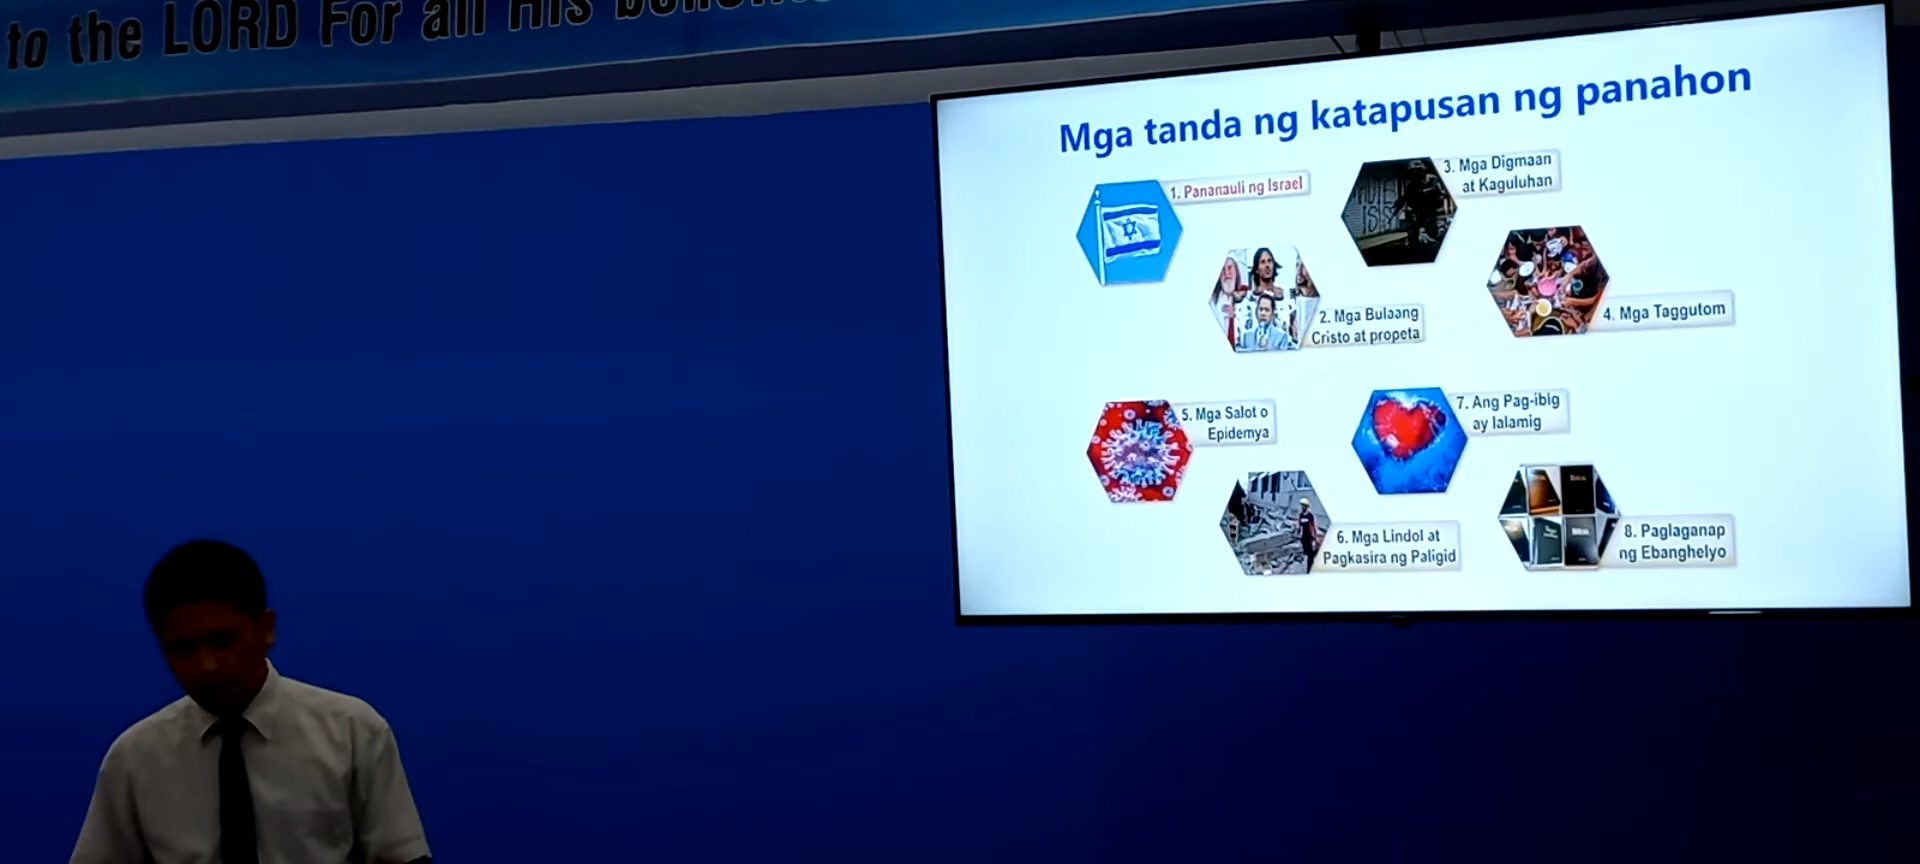 to the LORD For all His
Mga tanda ng katapusan ng panahon
1. Pananauli ng Israel
2. Mga Bulaang
Cristo at propeta
3. Mga Digmaan
at Kaguluhan
4. Mga Taggutom
5. Mga Salot o
Epidemya
6. Mga Lindol at
Pagkasira ng Paligid
7. Ang Pag-ibig
ay lalamig
8. Paglaganap
ng Ebanghelyo